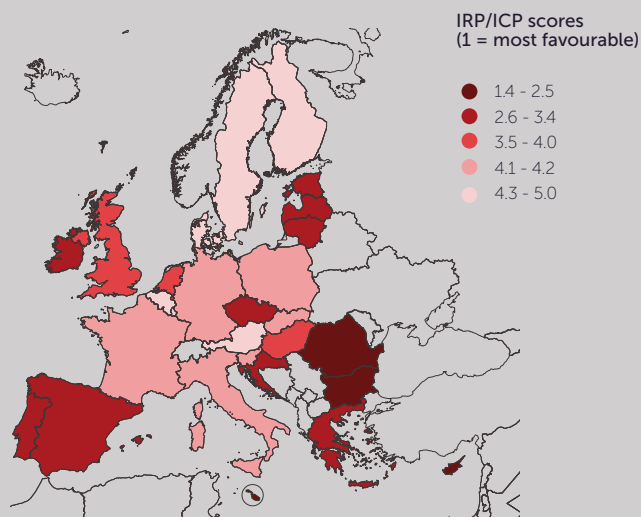 IRP/ICP scores
(1 = most favourable)
1.4 - 2.5
2.6 - 3.4
3.5 - 4.0
4.1 - 4.2
4.3 - 5.0